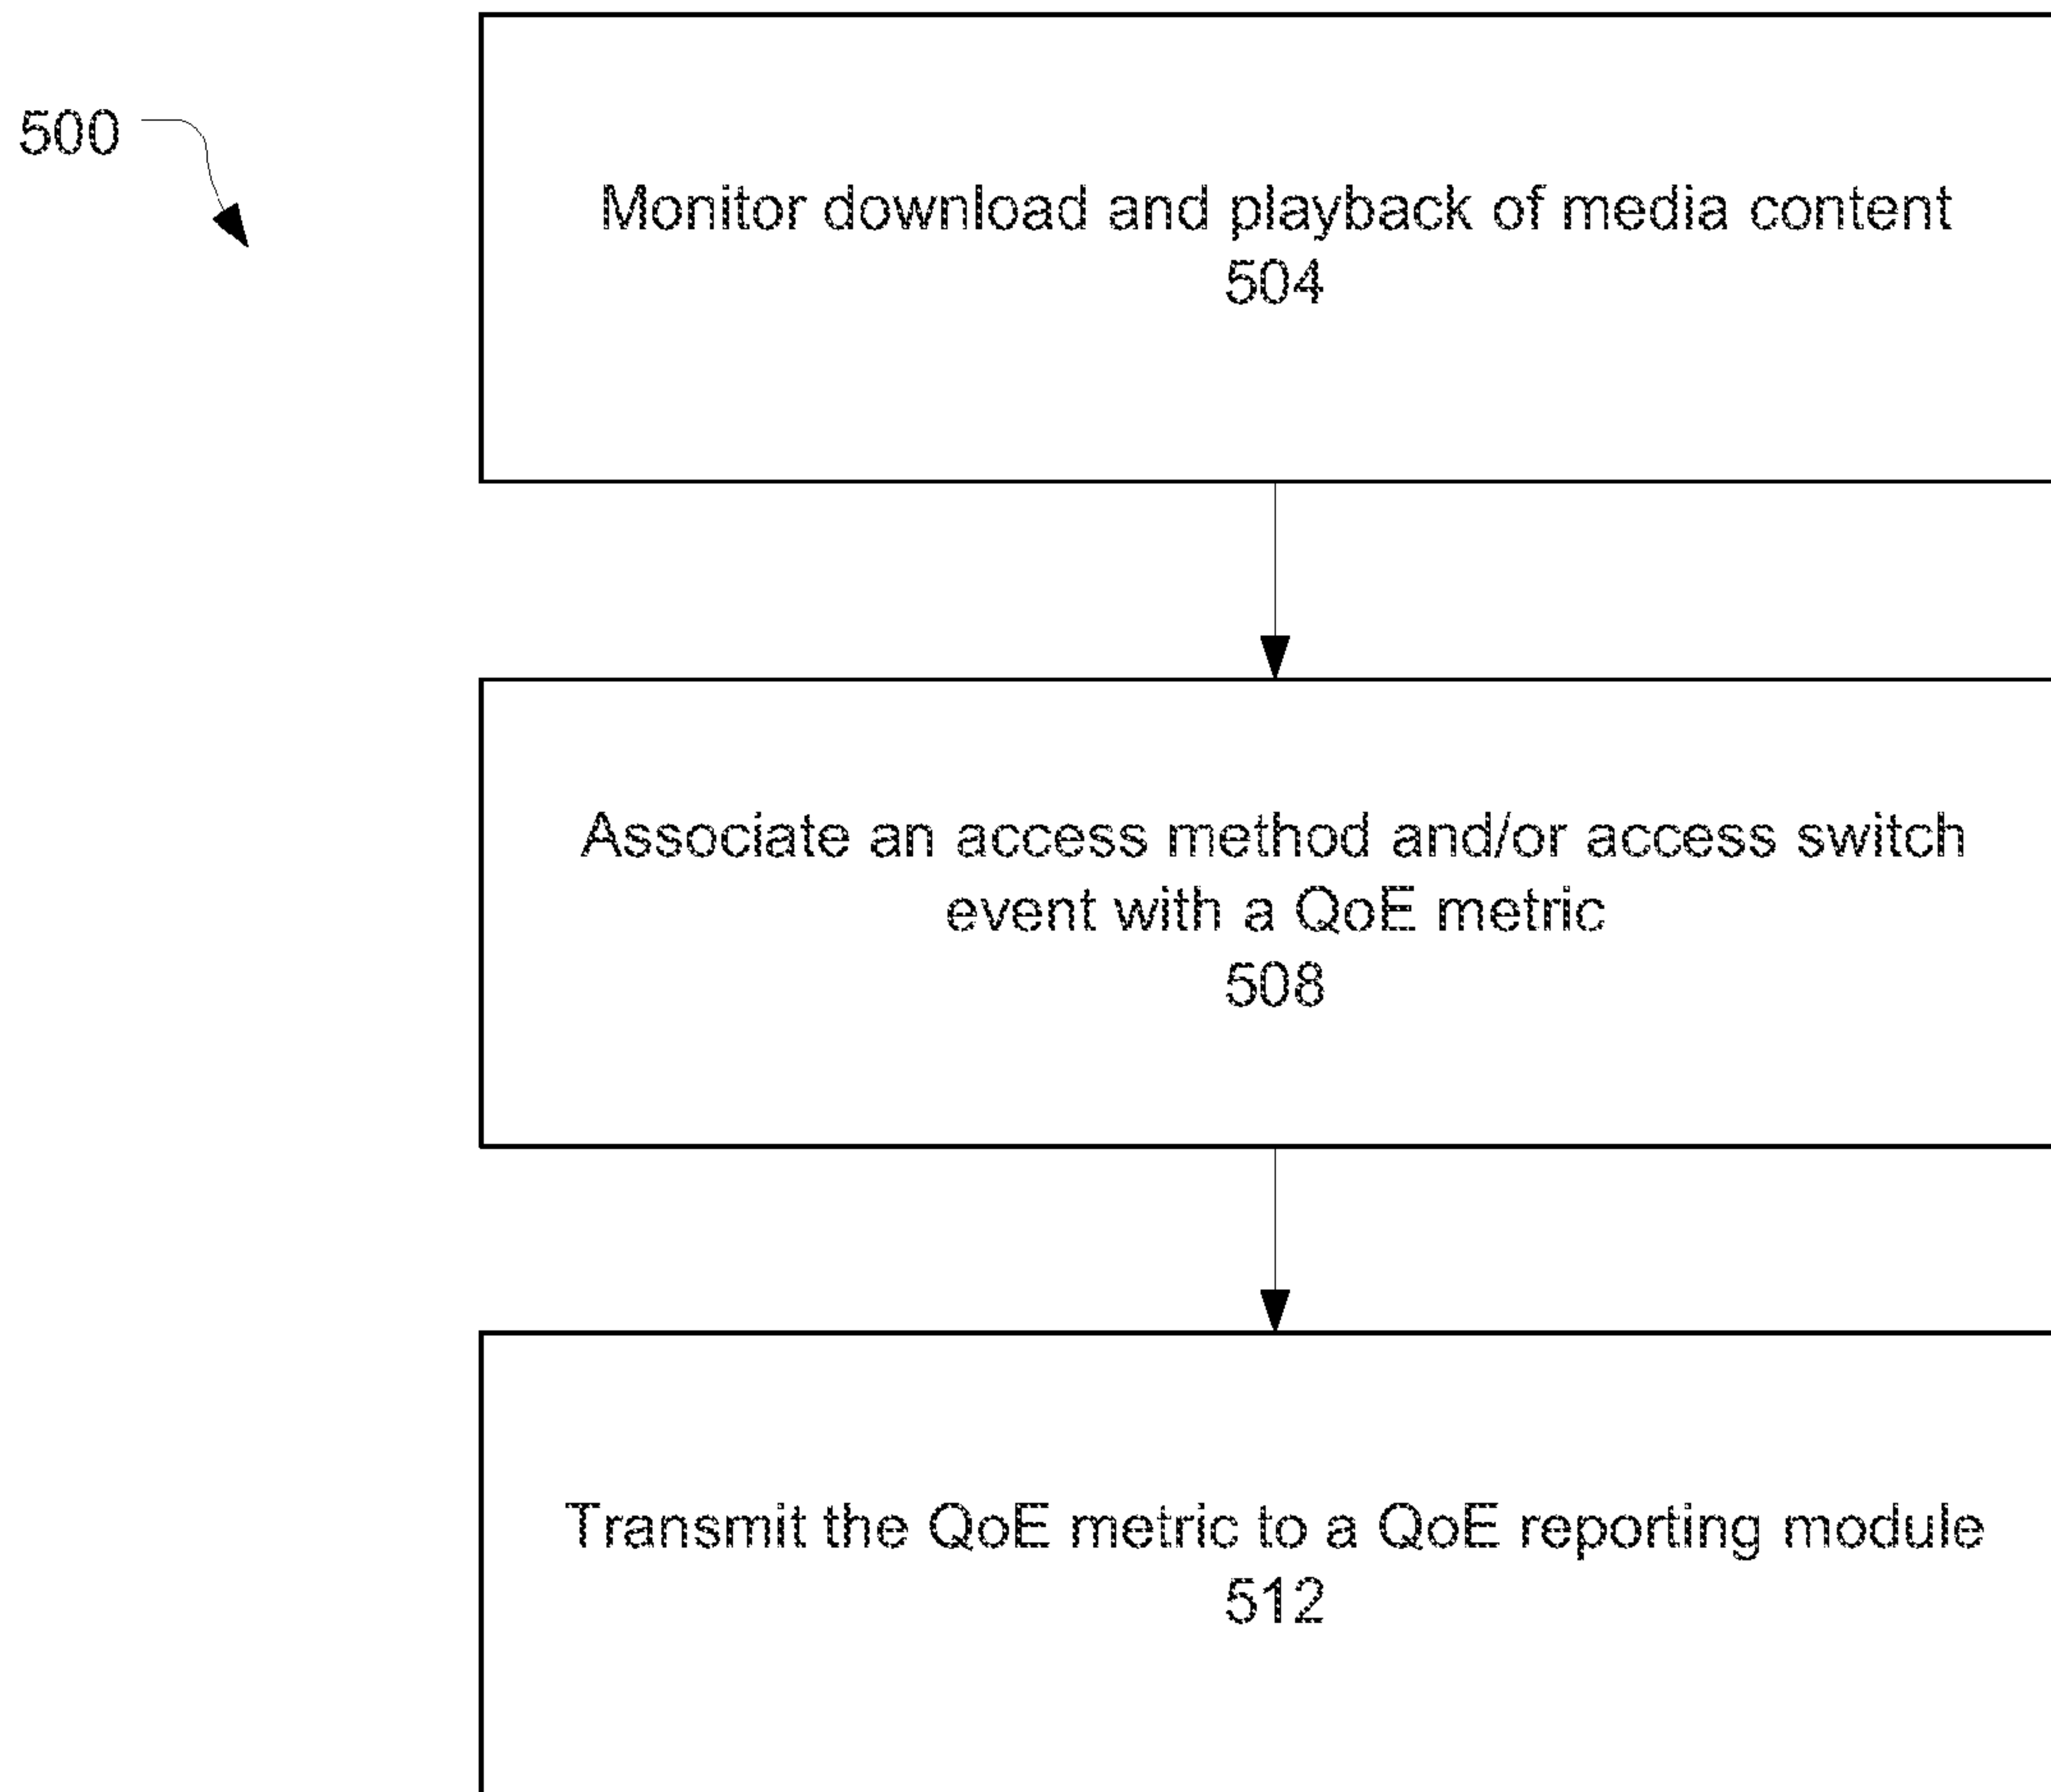 500
Monitor download and playback of media content
504
Associate an access method and/or access switch
event with a QoE metric
508
Transmit the QoE metric to a QoE reporting module
512